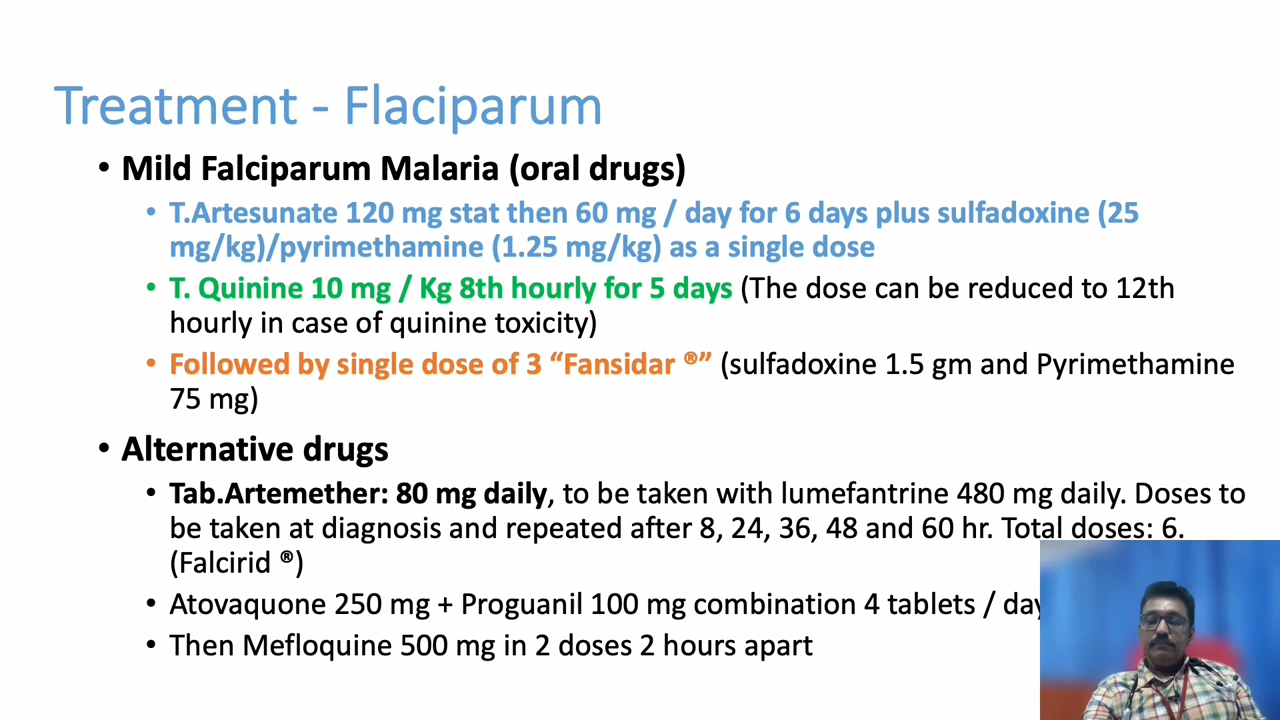 Treatment - Flaciparum
• Mild Falciparum Malaria (oral drugs)
• T.Artesunate 120 mg stat then 60 mg / day for 6 days plus sulfadoxine (25
mg/kg)/pyrimethamine (1.25 mg/kg) as a single dose
• T. Quinine 10 mg / Kg 8th hourly for 5 days (The dose can be reduced to 12th
hourly in case of quinine toxicity)
• Followed by single dose of 3 “Fansidar ®” (sulfadoxine 1.5 gm and Pyrimethamine
75 mg)
• Alternative drugs
• Tab.Artemether: 80 mg daily, to be taken with lumefantrine 480 mg daily. Doses to
be taken at diagnosis and repeated after 8, 24, 36, 48 and 60 hr. Total doses: 6.
(Falcirid ®)
• Atovaquone 250 mg + Proguanil 100 mg combination 4 tablets / day
• Then Mefloquine 500 mg in 2 doses 2 hours apart